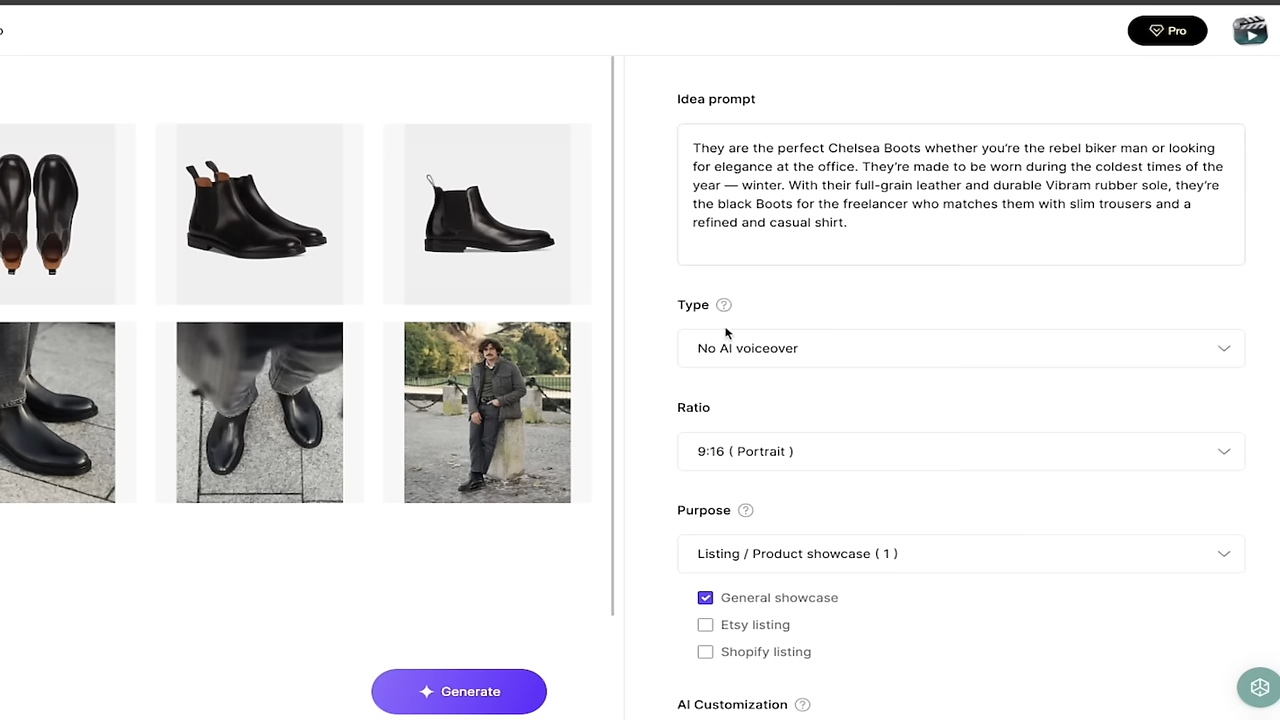 Pro
Idea prompt
They are the perfect Chelsea Boots whether you're the rebel biker man or looking
for elegance at the office. They're made to be worn during the coldest times of the
year — winter. With their full-grain leather and durable Vibram rubber sole, they're
the black Boots for the freelancer who matches them with slim trousers and a
refined and casual shirt.
Type ?
No AI voiceover
Ratio
9:16 ( Portrait )
Purpose ?
Listing / Product showcase ( 1 )
General showcase
Etsy listing
Shopify listing
Generate
AI Customization ?